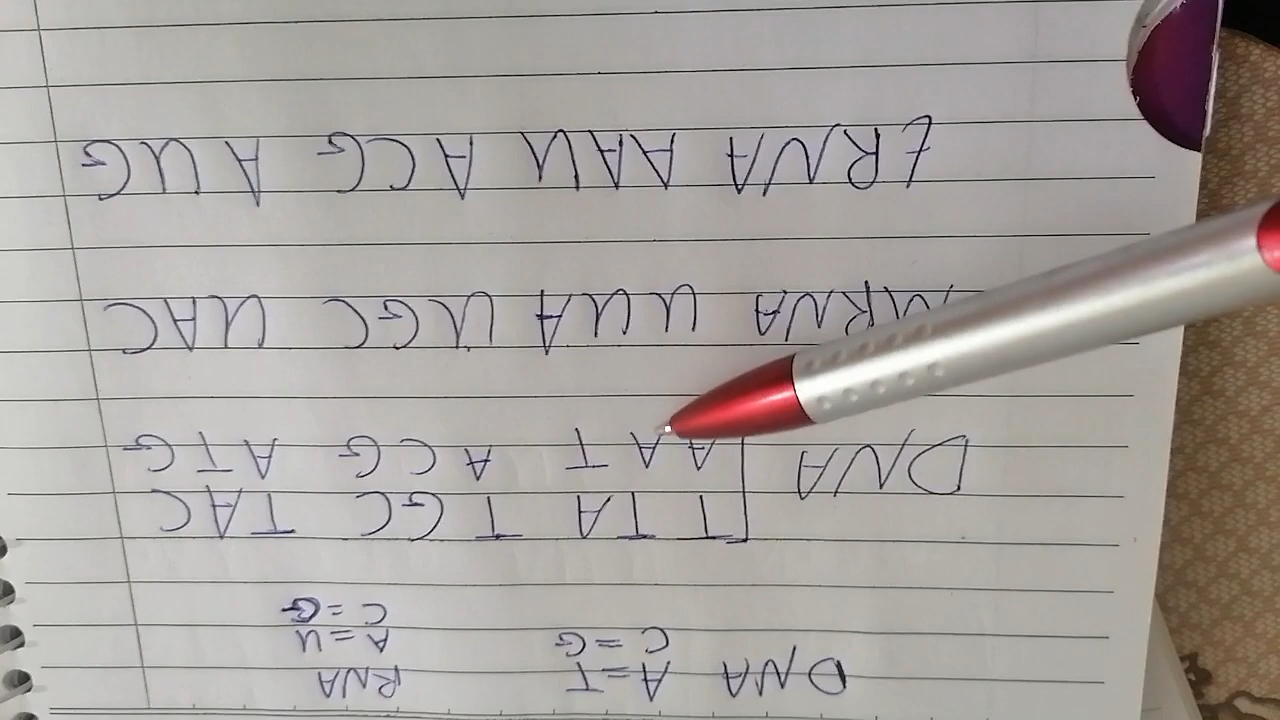 DNA A=T RNA
C=G A=U
C=G
TTA TGC TAC
DNA AAT ACG ATG
MRNA UUA UGC UAC
tRNA AAU ACG AUG